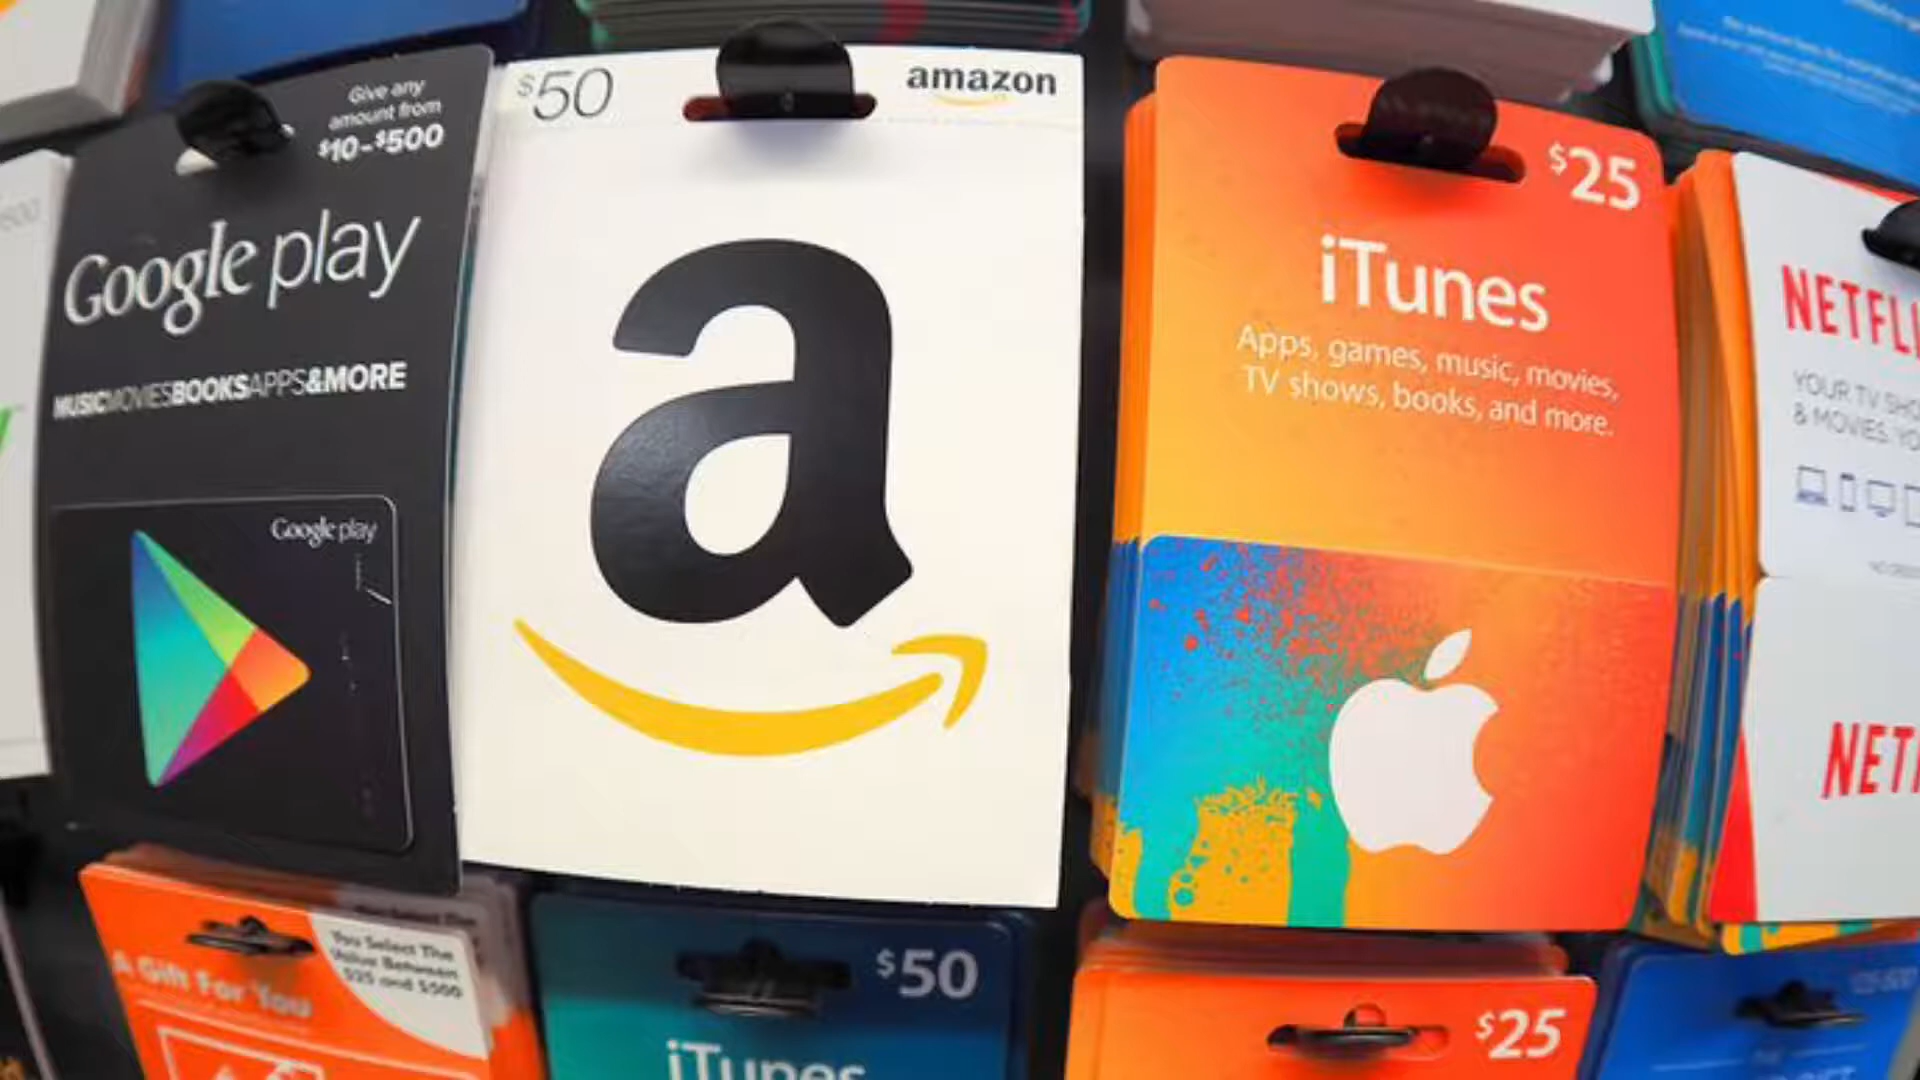 Give any
amount from
$10-$500
Google play
MUSICMOVIESBOOKSAPPS&MORE
Google play
$50
amazon
a
$25
iTunes
Apps, games, music, movies,
TV shows, books, and more.
NETFLI
YOUR TV SHO
& MOVIES. YO
NET
A Gift For You
You Select The
Value Between
$25 and $500
$50
iTunes
$25